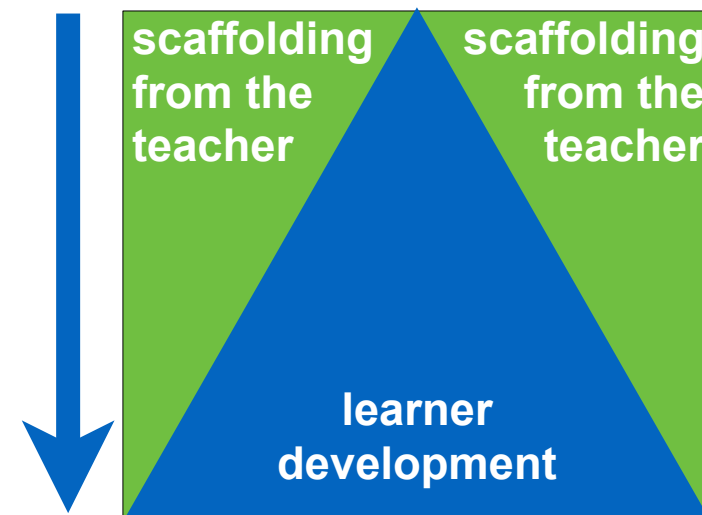 scaffolding
from the
teacher
scaffolding
from the
teacher
learner
development